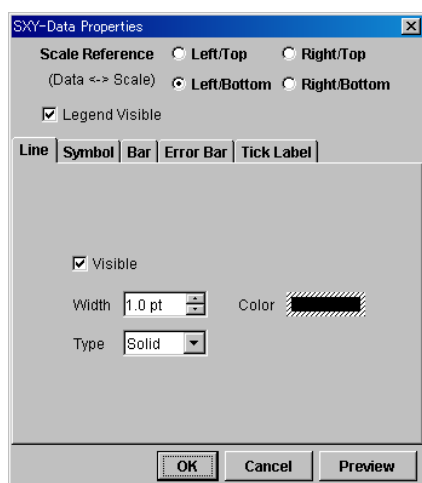 SXY-Data Properties
Scale Reference Left/Top Right/Top
(Data <-> Scale) Left/Bottom Right/Bottom
Legend Visible
Line Symbol Bar Error Bar Tick Label
Visible
Width 1.0 pt Color
Type Solid
OK Cancel Preview